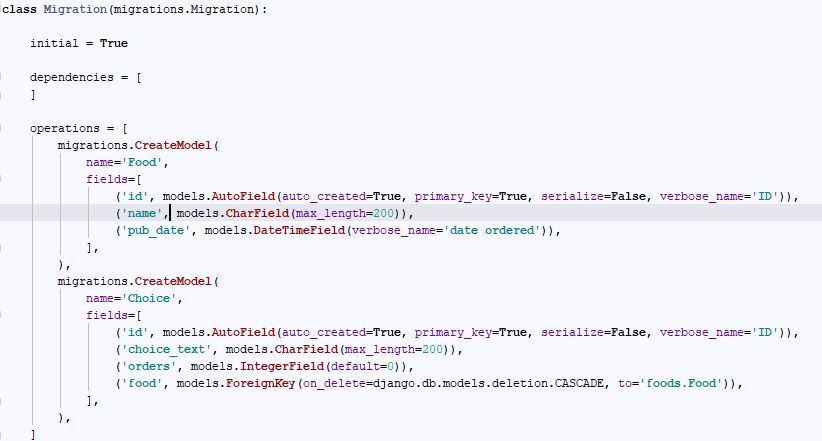 class Migration(migrations.Migration):
initial = True
dependencies = [
]
operations = [
migrations.CreateModel(
name='Food',
fields=[
('id', models.AutoField(auto_created=True, primary_key=True, serialize=False, verbose_name='ID')),
('name', models.CharField(max_length=200)),
('pub_date', models.DateTimeField(verbose_name='date ordered')),
],
),
migrations.CreateModel(
name='Choice',
fields=[
('id', models.AutoField(auto_created=True, primary_key=True, serialize=False, verbose_name='ID')),
('choice_text', models.CharField(max_length=200)),
('orders', models.IntegerField(default=0)),
('food', models.ForeignKey(on_delete=django.db.models.deletion.CASCADE, to='foods.Food')),
],
),
]